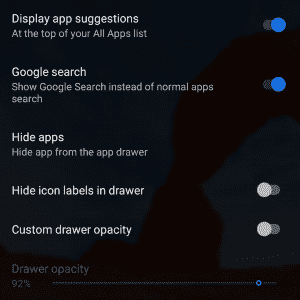 Display app suggestions
At the top of your All Apps list
Google search
Show Google Search instead of normal apps
search
Hide apps
Hide app from the app drawer
Hide icon labels in drawer
Custom drawer opacity
Drawer opacity
92%